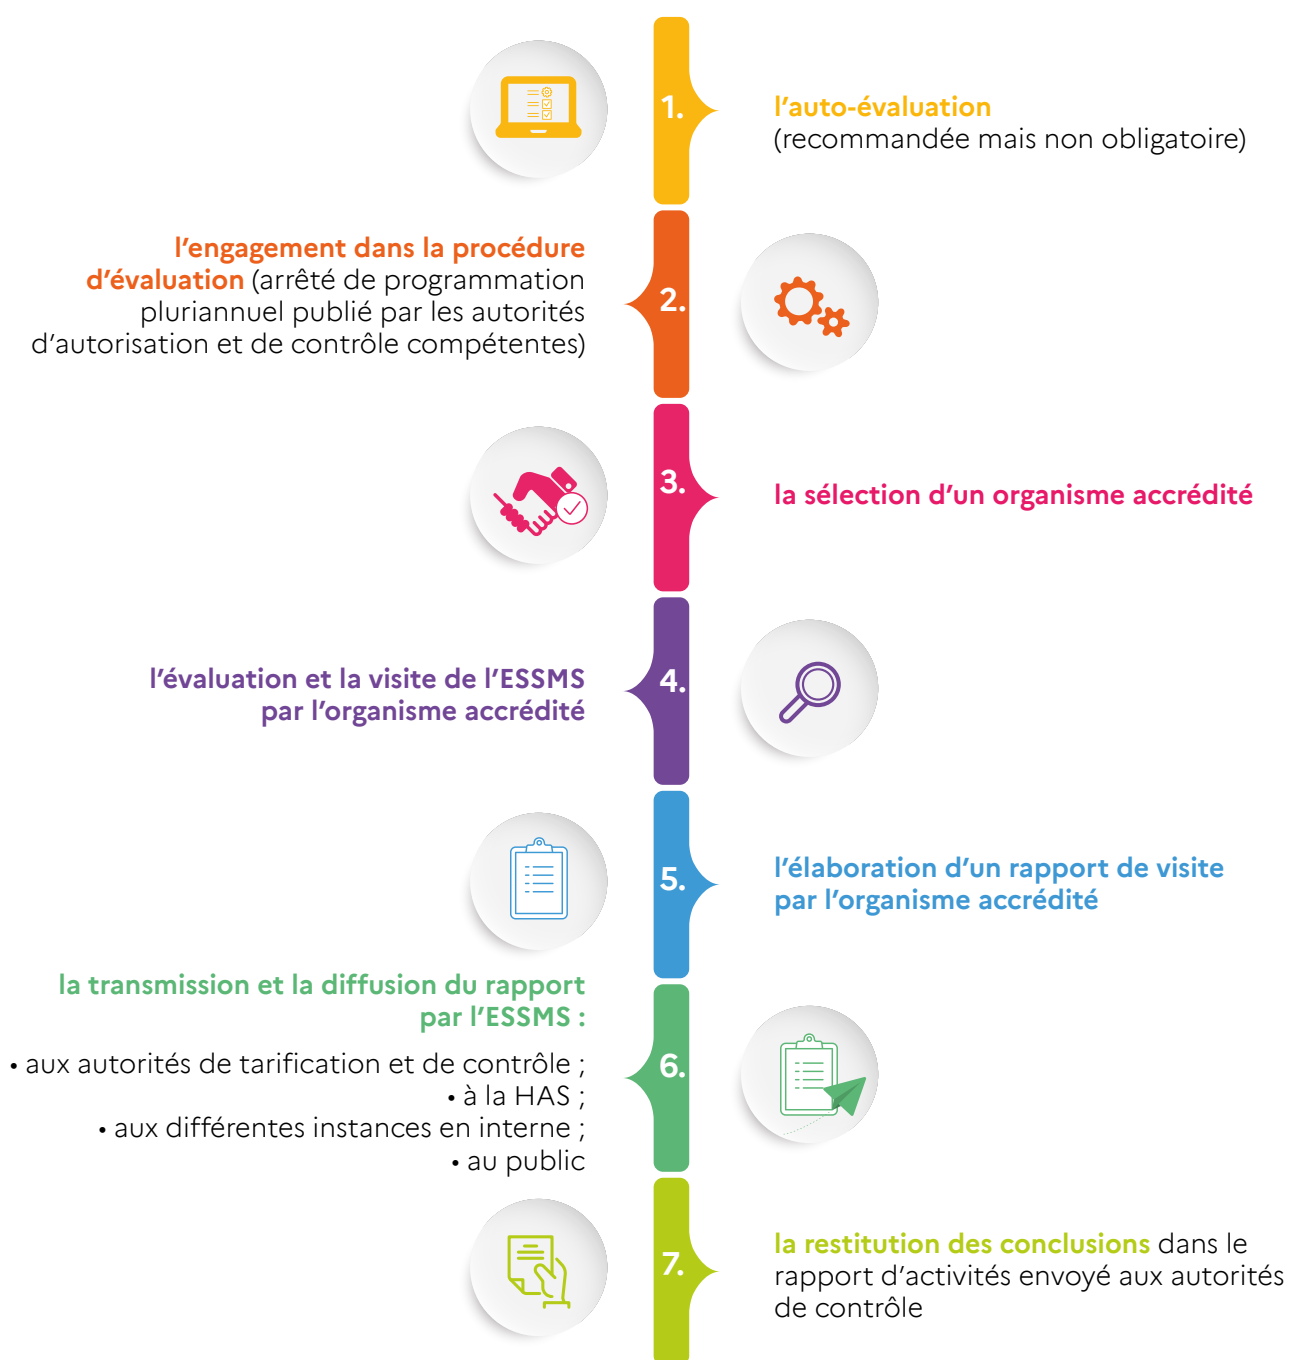 1.
l’auto-évaluation
(recommandée mais non obligatoire)
2.
l’engagement dans la procédure
d’évaluation (arrêté de programmation
pluriannuel publié par les autorités
d’autorisation et de contrôle compétentes)
3.
la sélection d’un organisme accrédité
4.
l’évaluation et la visite de l’ESSMS
par l’organisme accrédité
5.
l’élaboration d’un rapport de visite
par l’organisme accrédité
6.
la transmission et la diffusion du rapport
par l’ESSMS :
• aux autorités de tarification et de contrôle ;
• à la HAS ;
• aux différentes instances en interne ;
• au public
7.
la restitution des conclusions dans le
rapport d’activités envoyé aux autorités
de contrôle